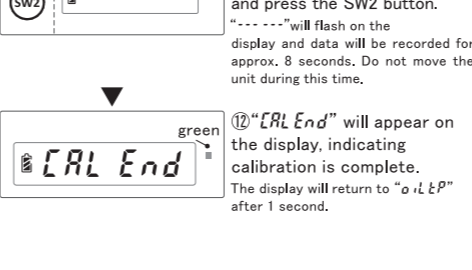 SW2
and press the SW2 button.
“--- ---”will flash on the
display and data will be recorded for
approx. 8 seconds. Do not move the
unit during this time.
green
CAL End
⑫“CAL End” will appear on
the display, indicating
calibration is complete.
The display will return to “oil tP”
after 1 second.